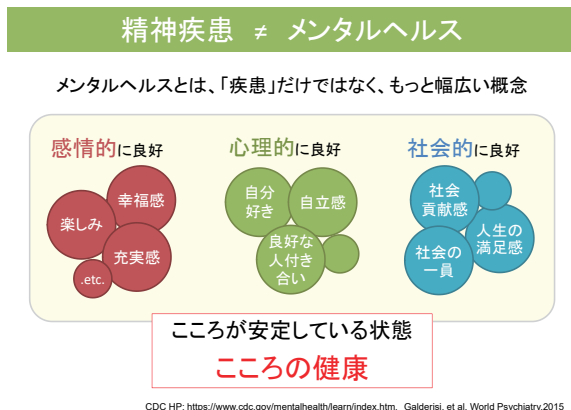 精神疾患 ≠ メンタルヘルス
メンタルヘルスとは、「疾患」だけではなく、もっと幅広い概念
感情的に良好
幸福感
楽しみ
充実感
.etc.
心理的に良好
自分
好き
自立感
良好な
人付き
合い
社会的に良好
社会
貢献感
人生の
満足感
社会の
一員
こころが安定している状態
こころの健康
CDC HP: https://www.cdc.gov/mentalhealth/learn/index.htm, Galderisi, et al. World Psychiatry.2015